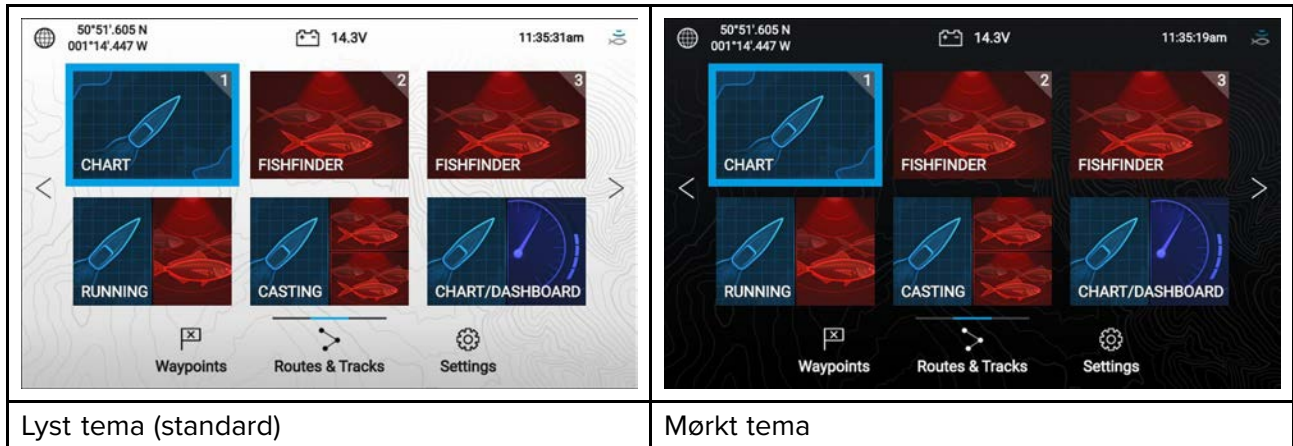 50°51'.605 N
001°14'.447 W
14.3V
11:35:31am
1
2
3
CHART
FISHFINDER
FISHFINDER
RUNNING
CASTING
CHART/DASHBOARD
Waypoints
Routes & Tracks
Settings
Lyst tema (standard)
50°51'.605 N
001°14'.447 W
14.3V
11:35:19am
1
2
3
CHART
FISHFINDER
FISHFINDER
RUNNING
CASTING
CHART/DASHBOARD
Waypoints
Routes & Tracks
Settings
Mørkt tema